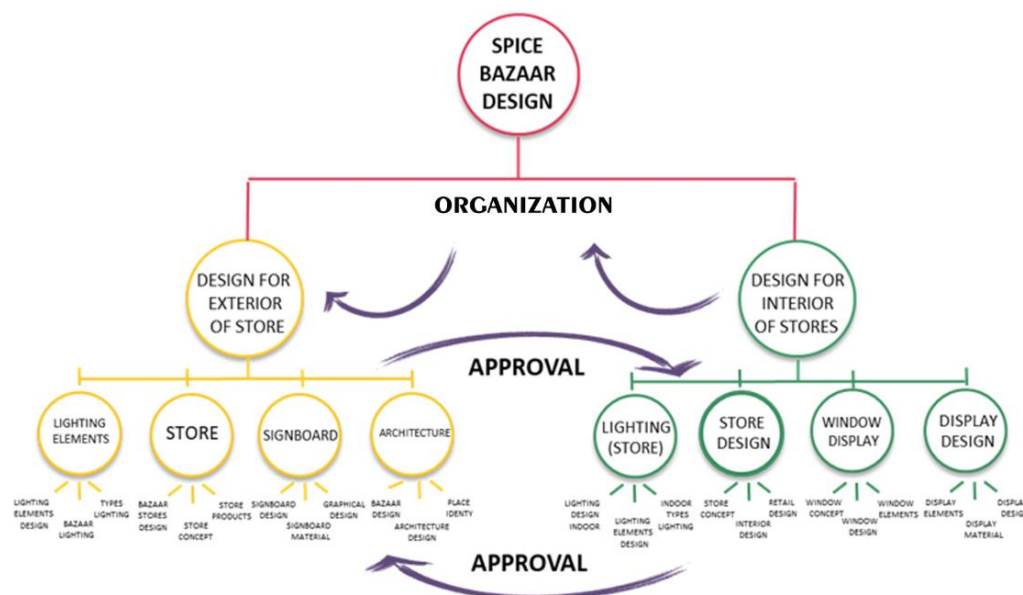 SPICE
BAZAAR
DESIGN
ORGANIZATION
DESIGN FOR
EXTERIOR
OF STORE
DESIGN FOR
INTERIOR
OF STORES
APPROVAL
LIGHTING
ELEMENTS
STORE
SIGNBOARD
ARCHITECTURE
LIGHTING
(STORE)
STORE
DESIGN
WINDOW
DISPLAY
DISPLAY
DESIGN
LIGHTING
ELEMENTS
DESIGN
BAZAAR
LIGHTING
TYPES
LIGHTING
BAZAAR
STORES
DESIGN
STORE
CONCEPT
STORE
PRODUCTS
SIGNBOARD
DESIGN
SIGNBOARD
MATERIAL
GRAPHICAL
DESIGN
BAZAAR
DESIGN
ARCHITECTURE
DESIGN
PLACE
IDENTY
LIGHTING
DESIGN
INDOOR
LIGHTING
ELEMENTS
DESIGN
INDOOR
TYPES
LIGHTING
STORE
CONCEPT
INTERIOR
DESIGN
RETAIL
DESIGN
WINDOW
CONCEPT
WINDOW
DESIGN
WINDOW
ELEMENTS
DISPLAY
ELEMENTS
DISPLAY
MATERIAL
DISPLA
DESIG
APPROVAL